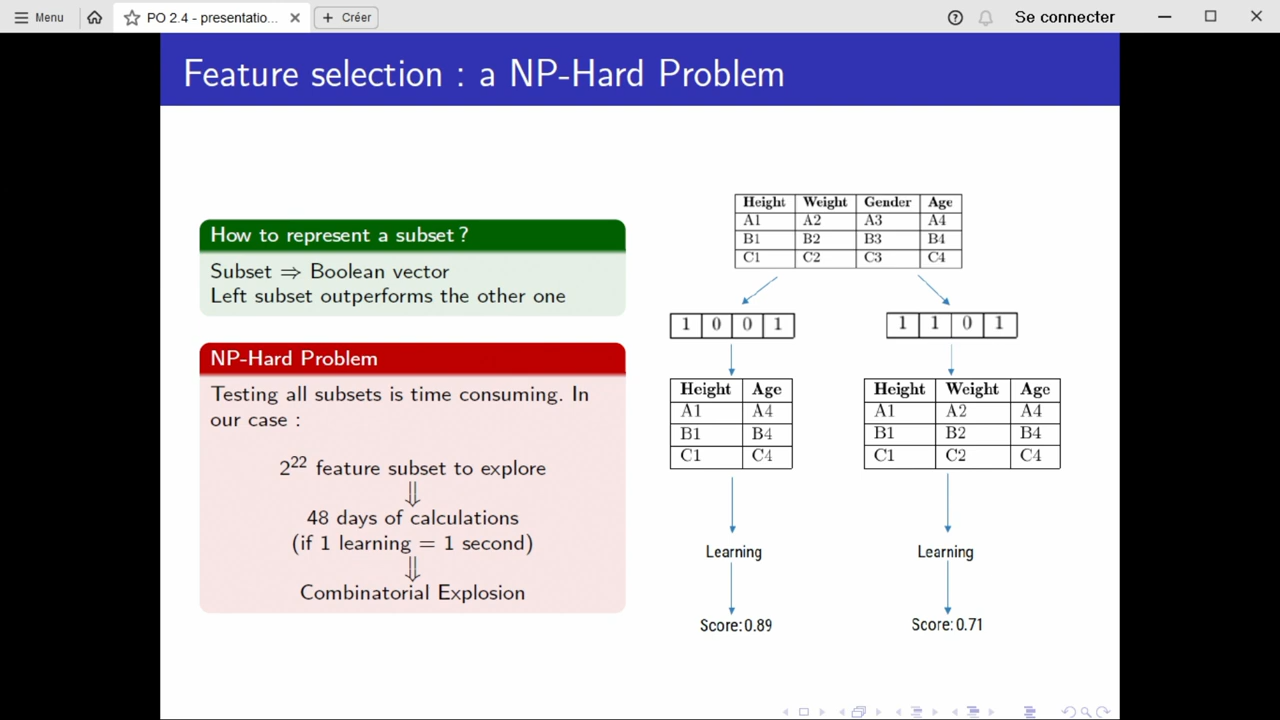 Menu
PO 2.4 - presentatio...
Créer
Se connecter
Feature selection : a NP-Hard Problem
How to represent a subset ?
Subset ⇒ Boolean vector
Left subset outperforms the other one
NP-Hard Problem
Testing all subsets is time consuming. In
our case :
2^22 feature subset to explore
⇓
48 days of calculations
(if 1 learning = 1 second)
⇓
Combinatorial Explosion
Height Weight Gender Age
A1 A2 A3 A4
B1 B2 B3 B4
C1 C2 C3 C4
1 0 0 1
1 1 0 1
Height Age
A1 A4
B1 B4
C1 C4
Height Weight Age
A1 A2 A4
B1 B2 B4
C1 C2 C4
Learning
Learning
Score: 0.89
Score: 0.71